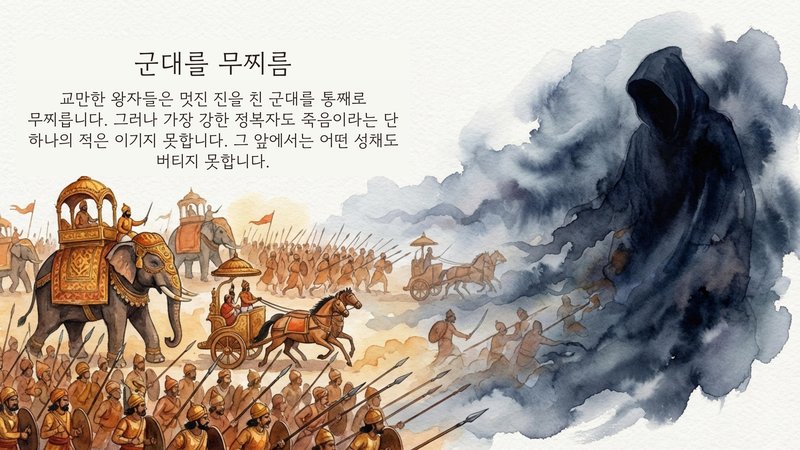 군대를 무찌름
교만한 왕자들은 멋진 진을 친 군대를 통째로
무찌릅니다. 그러나 가장 강한 정복자도 죽음이라는 단
하나의 적은 이기지 못합니다. 그 앞에서는 어떤 성채도
버티지 못합니다.